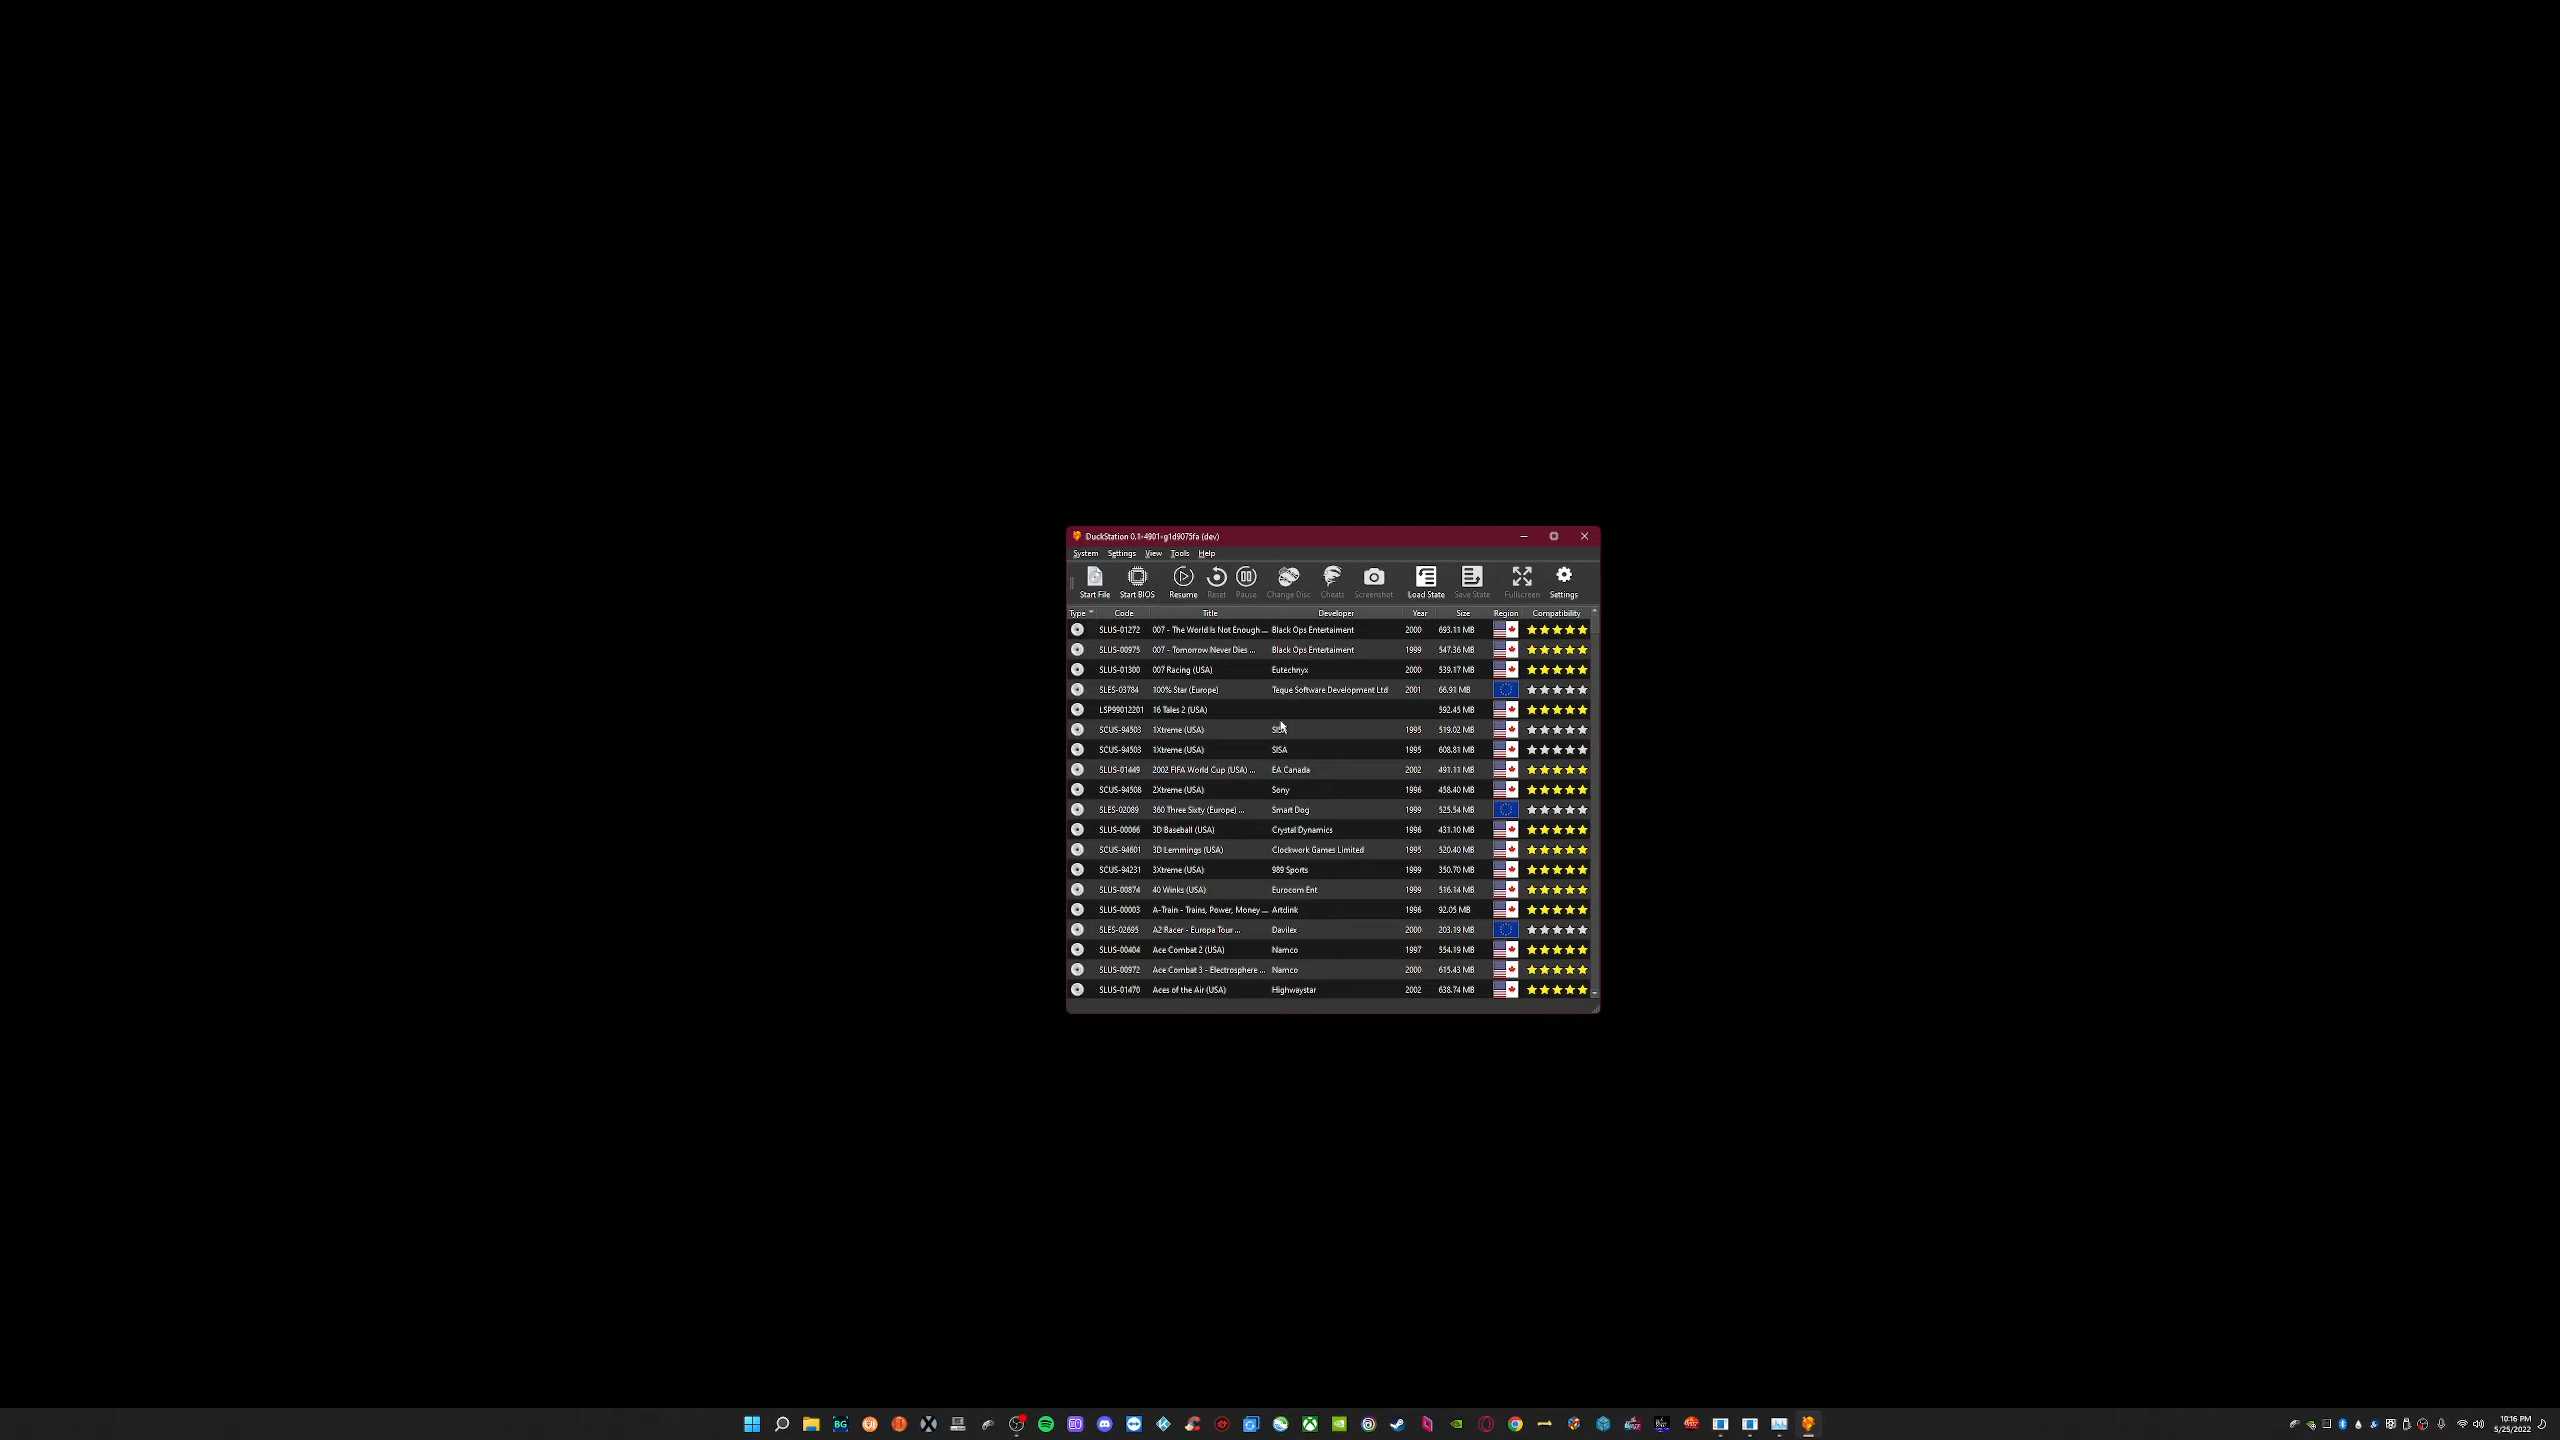 DuckStation 0.1-4901-g1d9075fa (dev)
System Settings View Tools Help
Start File Start BIOS Resume Reset Pause Change Disc Cheats Screenshot Load State Save State Fullscreen Settings
Type Code Title Developer Year Size Region Compatibility
SLUS-01272 007 - The World Is Not Enough ... Black Ops Entertaiment 2000 693.11 MB
SLUS-00975 007 - Tomorrow Never Dies ... Black Ops Entertaiment 1999 547.36 MB
SLUS-01300 007 Racing (USA) Eutechnyx 2000 539.17 MB
SLES-03784 100% Star (Europe) Teque Software Development Ltd 2001 66.91 MB
LSP99012201 16 Tales 2 (USA) 592.45 MB
SCUS-94503 1Xtreme (USA) SISA 1995 519.02 MB
SCUS-94503 1Xtreme (USA) SISA 1995 608.81 MB
SLUS-01449 2002 FIFA World Cup (USA) ... EA Canada 2002 491.11 MB
SCUS-94508 2Xtreme (USA) Sony 1996 458.40 MB
SLES-02089 360 Three Sixty (Europe) ... Smart Dog 1999 525.54 MB
SLUS-00066 3D Baseball (USA) Crystal Dynamics 1996 431.10 MB
SCUS-94601 3D Lemmings (USA) Clockwork Games Limited 1995 520.40 MB
SCUS-94231 3Xtreme (USA) 989 Sports 1999 350.70 MB
SLUS-00874 40 Winks (USA) Eurocom Ent 1999 516.14 MB
SLUS-00003 A-Train - Trains, Power, Money ... Artdink 1996 92.05 MB
SLES-02695 A2 Racer - Europa Tour ... Davilex 2000 203.19 MB
SLUS-00404 Ace Combat 2 (USA) Namco 1997 554.19 MB
SLUS-00972 Ace Combat 3 - Electrosphere ... Namco 2000 615.43 MB
SLUS-01470 Aces of the Air (USA) Highwaystar 2002 638.74 MB
BG
10:16 PM
5/25/2022